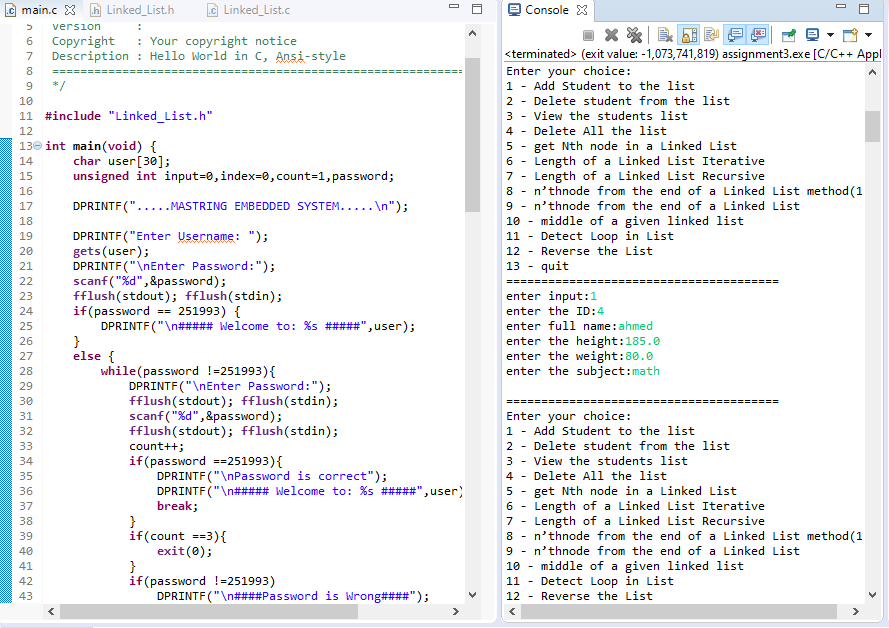 main.c
Linked_List.h
Linked_List.c
5 version :
6 Copyright : Your copyright notice
7 Description : Hello World in C, Ansi-style
8 ============================================================
9 */
10
11 #include "Linked_List.h"
12
13 int main(void) {
14 char user[30];
15 unsigned int input=0,index=0,count=1,password;
16
17 DPRINTF(".....MASTRING EMBEDDED SYSTEM.....\n");
18
19 DPRINTF("Enter Username: ");
20 gets(user);
21 DPRINTF("\nEnter Password:");
22 scanf("%d",&password);
23 fflush(stdout); fflush(stdin);
24 if(password == 251993) {
25 DPRINTF("\n##### Welcome to: %s #####",user);
26 }
27 else {
28 while(password !=251993){
29 DPRINTF("\nEnter Password:");
30 fflush(stdout); fflush(stdin);
31 scanf("%d",&password);
32 fflush(stdout); fflush(stdin);
33 count++;
34 if(password ==251993){
35 DPRINTF("\nPassword is correct");
36 DPRINTF("\n##### Welcome to: %s #####",user)
37 break;
38 }
39 if(count ==3){
40 exit(0);
41 }
42 if(password !=251993)
43 DPRINTF("\n####Password is Wrong####");
Console
<terminated> (exit value: -1,073,741,819) assignment3.exe [C/C++ Appl
Enter your choice:
1 - Add Student to the list
2 - Delete student from the list
3 - View the students list
4 - Delete All the list
5 - get Nth node in a Linked List
6 - Length of a Linked List Iterative
7 - Length of a Linked List Recursive
8 - n’thnode from the end of a Linked List method(1
9 - n’thnode from the end of a Linked List
10 - middle of a given linked list
11 - Detect Loop in List
12 - Reverse the List
13 - quit
=======================================
enter input:1
enter the ID:4
enter full name:ahmed
enter the height:185.0
enter the weight:80.0
enter the subject:math
=======================================
Enter your choice:
1 - Add Student to the list
2 - Delete student from the list
3 - View the students list
4 - Delete All the list
5 - get Nth node in a Linked List
6 - Length of a Linked List Iterative
7 - Length of a Linked List Recursive
8 - n’thnode from the end of a Linked List method(1
9 - n’thnode from the end of a Linked List
10 - middle of a given linked list
11 - Detect Loop in List
12 - Reverse the List